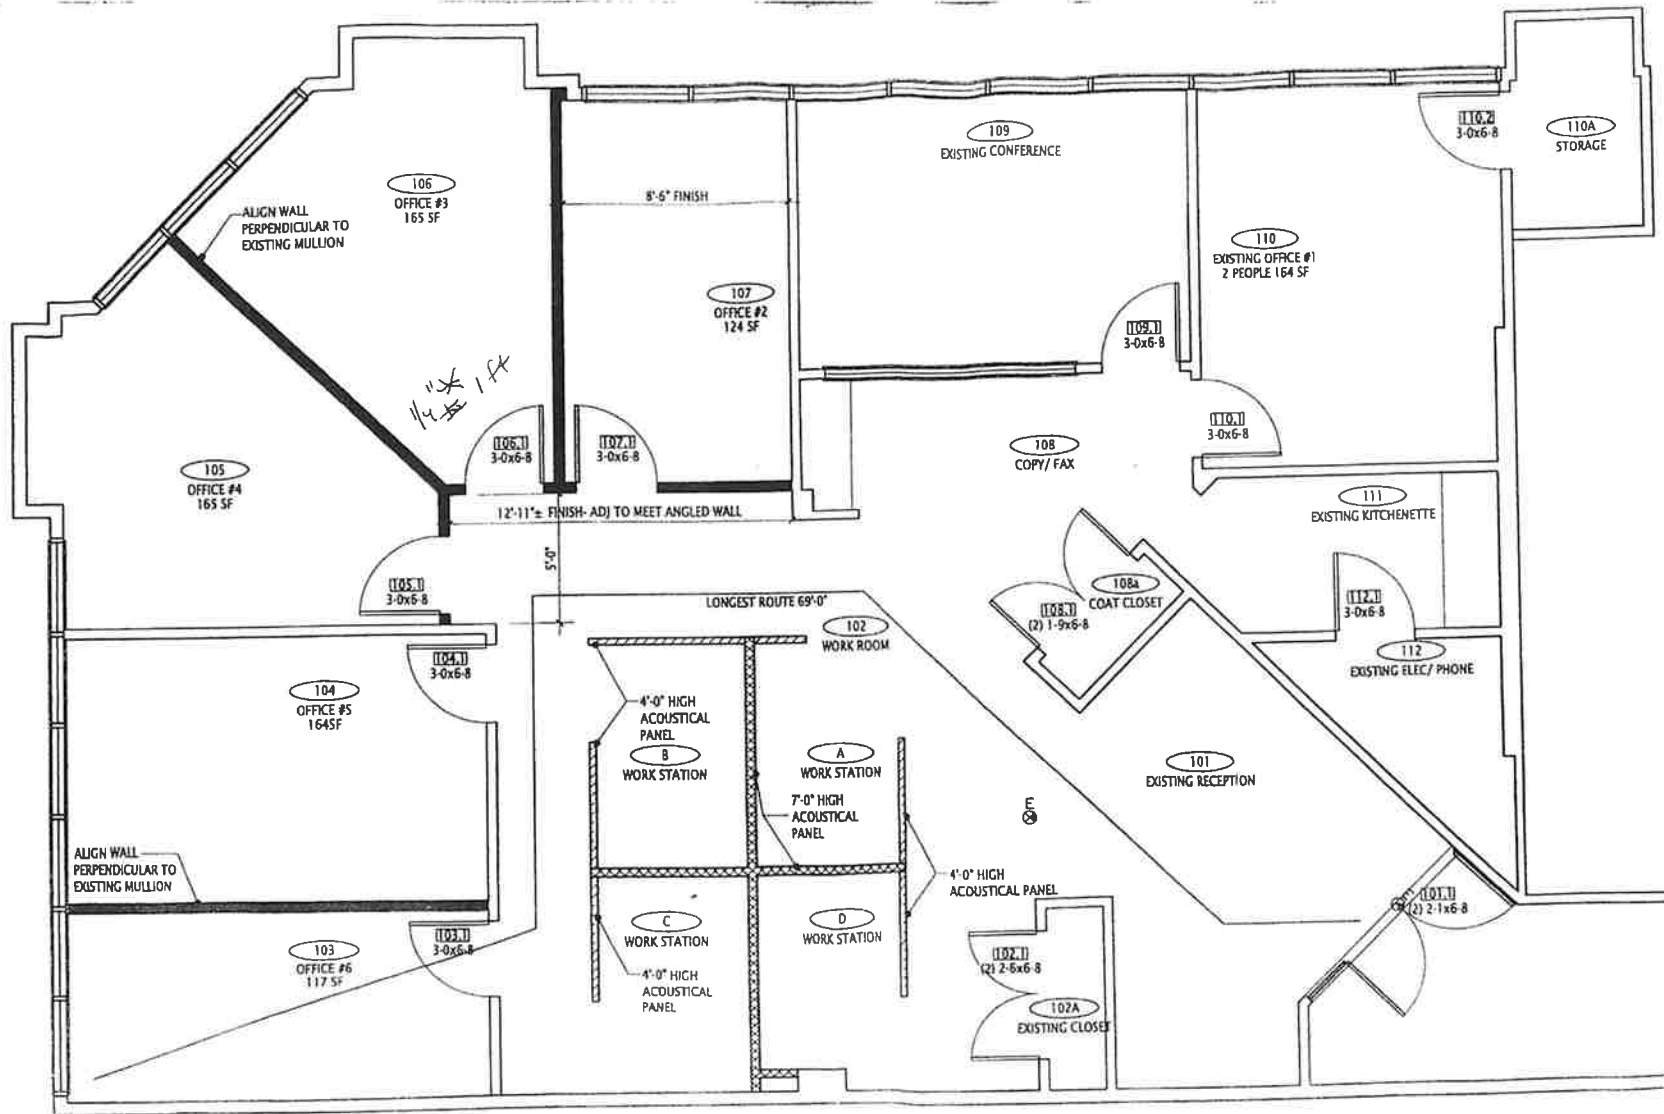 110.2
3-0x6-8
110A
STORAGE
109
EXISTING CONFERENCE
106
OFFICE #3
165 SF
8'-6" FINISH
ALIGN WALL
PERPENDICULAR TO
EXISTING MULLION
110
EXISTING OFFICE #1
2 PEOPLE 164 SF
107
OFFICE #2
124 SF
109.1
3-0x6-8
1/4" 1 ft
106.1
3-0x6-8
107.1
3-0x6-8
110.1
3-0x6-8
108
COPY/ FAX
105
OFFICE #4
165 SF
111
EXISTING KITCHENETTE
12'-11"± FINISH- ADJ TO MEET ANGLED WALL
5'-0"
105.1
3-0x6-8
108a
COAT CLOSET
112.1
3-0x6-8
LONGEST ROUTE 69'-0"
108.1
(2) 1-9x6-8
102
WORK ROOM
112
EXISTING ELEC/ PHONE
104.1
3-0x6-8
104
OFFICE #5
164SF
4'-0" HIGH
ACOUSTICAL
PANEL
B
WORK STATION
A
WORK STATION
101
EXISTING RECEPTION
7'-0" HIGH
ACOUSTICAL
PANEL
E
ALIGN WALL
PERPENDICULAR TO
EXISTING MULLION
4'-0" HIGH
ACOUSTICAL PANEL
101.1
(2) 2-1x6-8
C
WORK STATION
D
WORK STATION
103.1
3-0x6-8
103
OFFICE #6
117 SF
102.1
(2) 2-6x6-8
4'-0" HIGH
ACOUSTICAL
PANEL
102A
EXISTING CLOSET